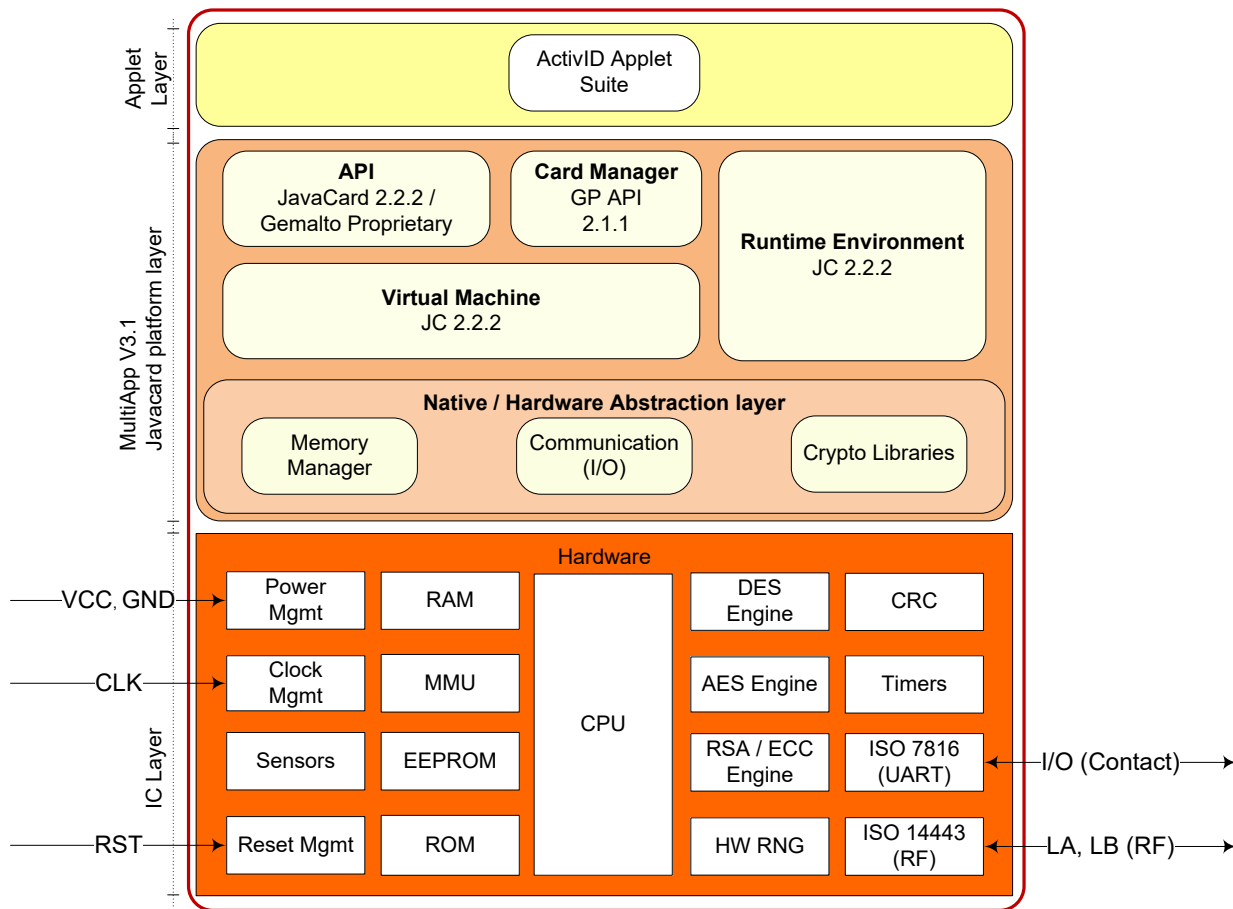 Applet
Layer
ActivID Applet
Suite
MultiApp V3.1
Javacard platform layer
API
JavaCard 2.2.2 /
Gemalto Proprietary
Card Manager
GP API
2.1.1
Runtime Environment
JC 2.2.2
Virtual Machine
JC 2.2.2
Native / Hardware Abstraction layer
Memory
Manager
Communication
(I/O)
Crypto Libraries
IC Layer
Hardware
VCC, GND
Power
Mgmt
RAM
CPU
DES
Engine
CRC
CLK
Clock
Mgmt
MMU
AES Engine
Timers
Sensors
EEPROM
RSA / ECC
Engine
ISO 7816
(UART)
I/O (Contact)
RST
Reset Mgmt
ROM
HW RNG
ISO 14443
(RF)
LA, LB (RF)